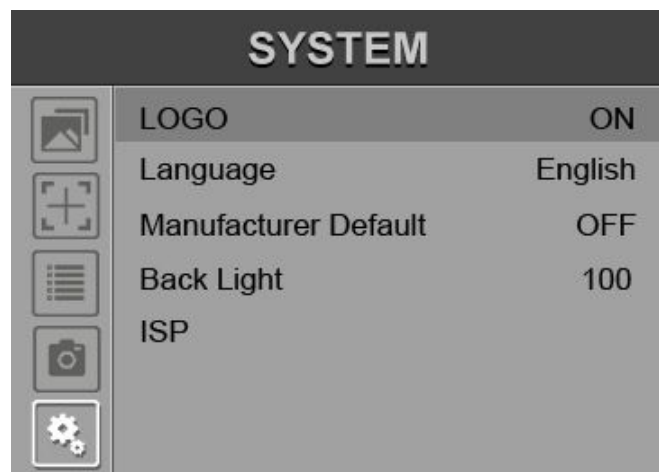 SYSTEM
LOGO ON
Language English
Manufacturer Default OFF
Back Light 100
ISP